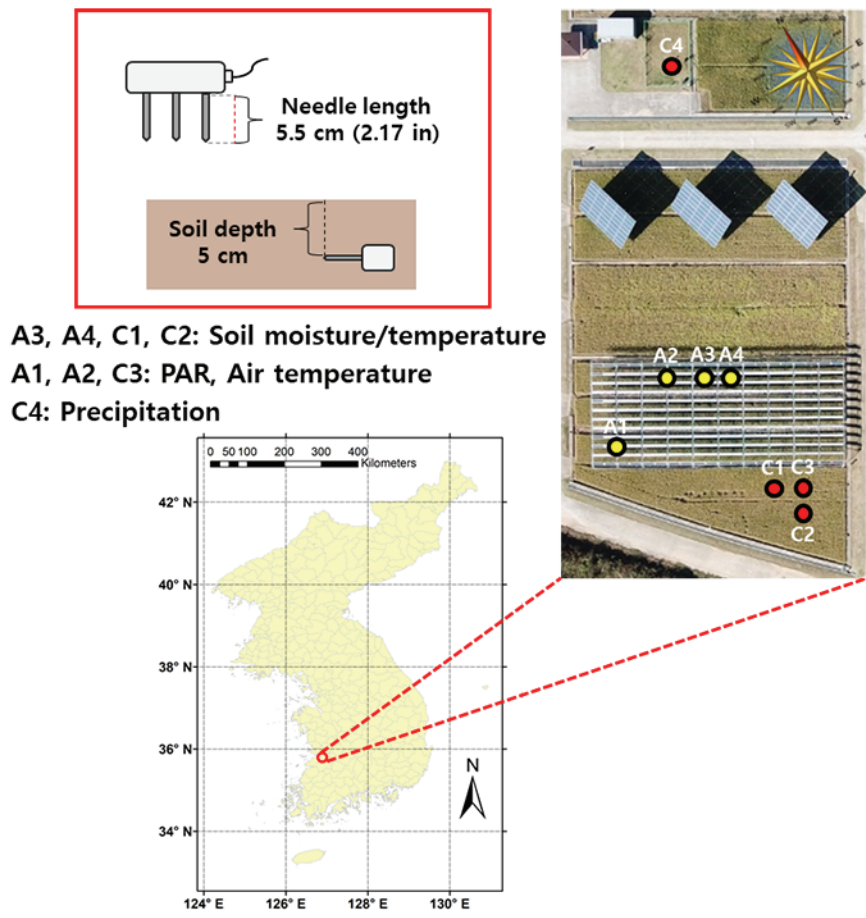 Needle length
5.5 cm (2.17 in)
Soil depth
5 cm
A3, A4, C1, C2: Soil moisture/temperature
A1, A2, C3: PAR, Air temperature
C4: Precipitation
C4
E
W
SW
S
A2 A3 A4
A1
C1 C3
C2
0 50 100 200 300 400
Kilometers
42° N
40° N
38° N
36° N
34° N
N
124° E 126° E 128° E 130° E